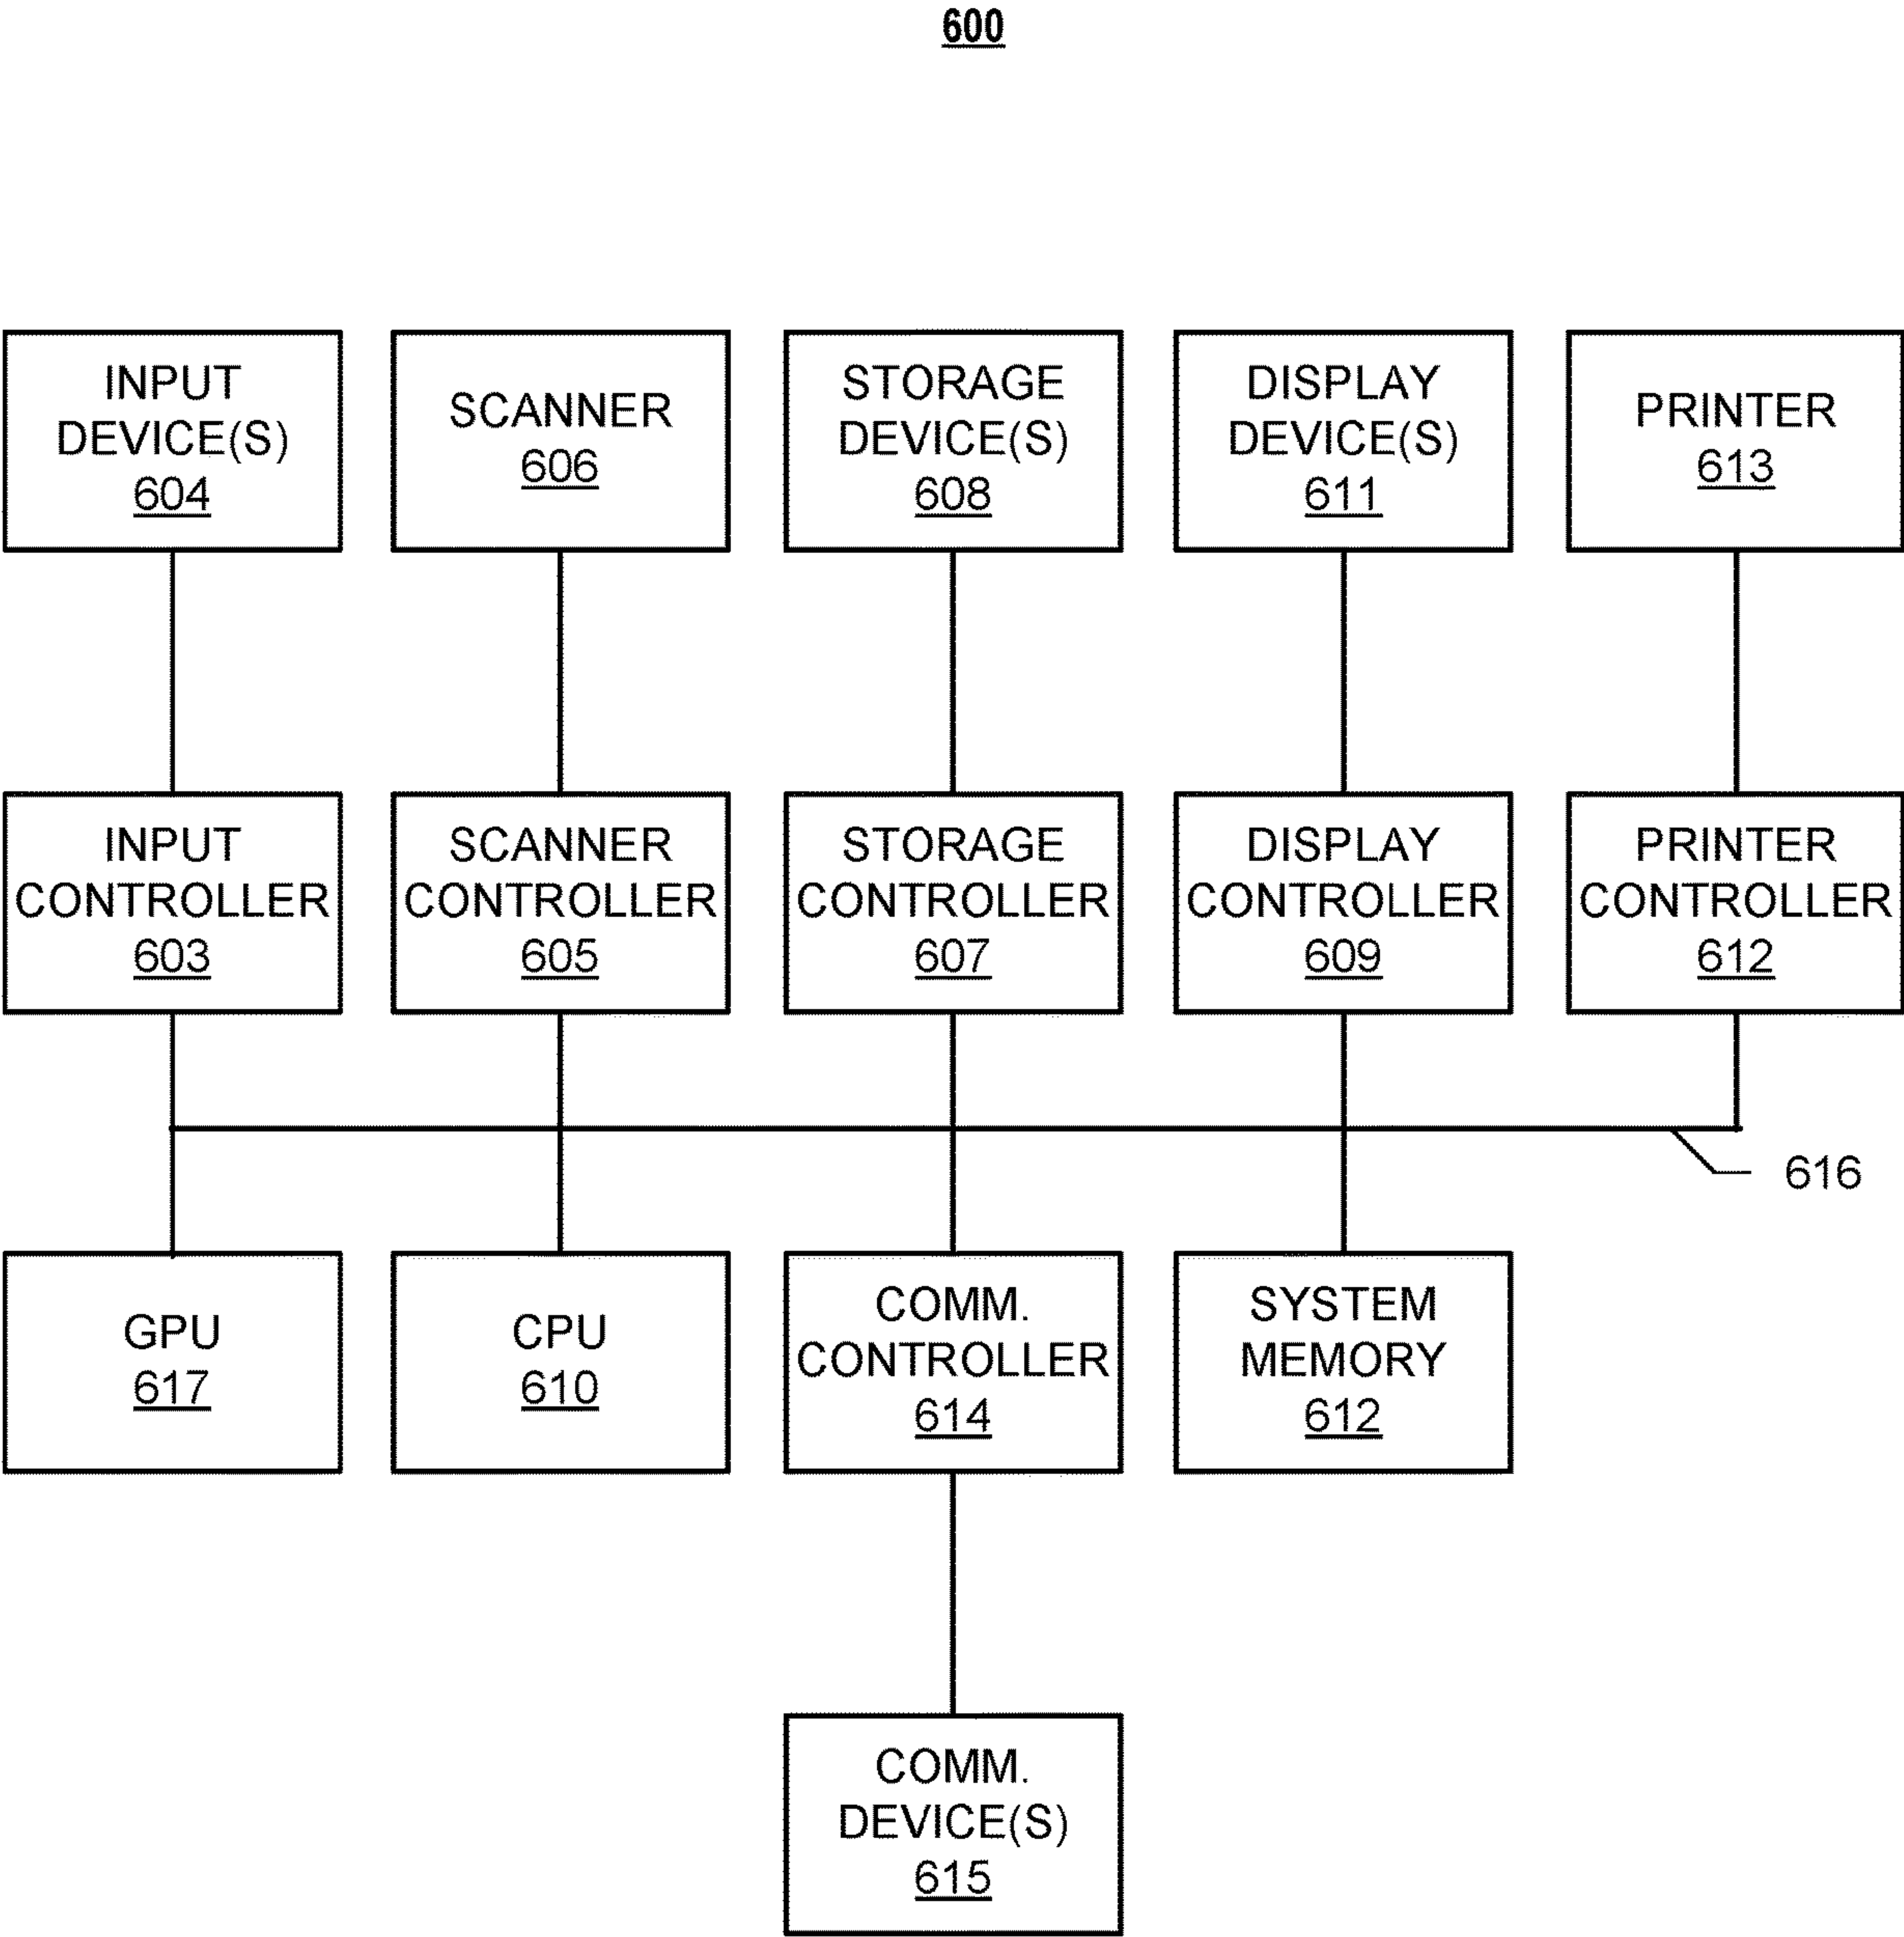 600
INPUT
DEVICE(S)
604
SCANNER
606
STORAGE
DEVICE(S)
608
DISPLAY
DEVICE(S)
611
PRINTER
613
INPUT
CONTROLLER
603
SCANNER
CONTROLLER
605
STORAGE
CONTROLLER
607
DISPLAY
CONTROLLER
609
PRINTER
CONTROLLER
612
616
GPU
617
CPU
610
COMM.
CONTROLLER
614
SYSTEM
MEMORY
612
COMM.
DEVICE(S)
615